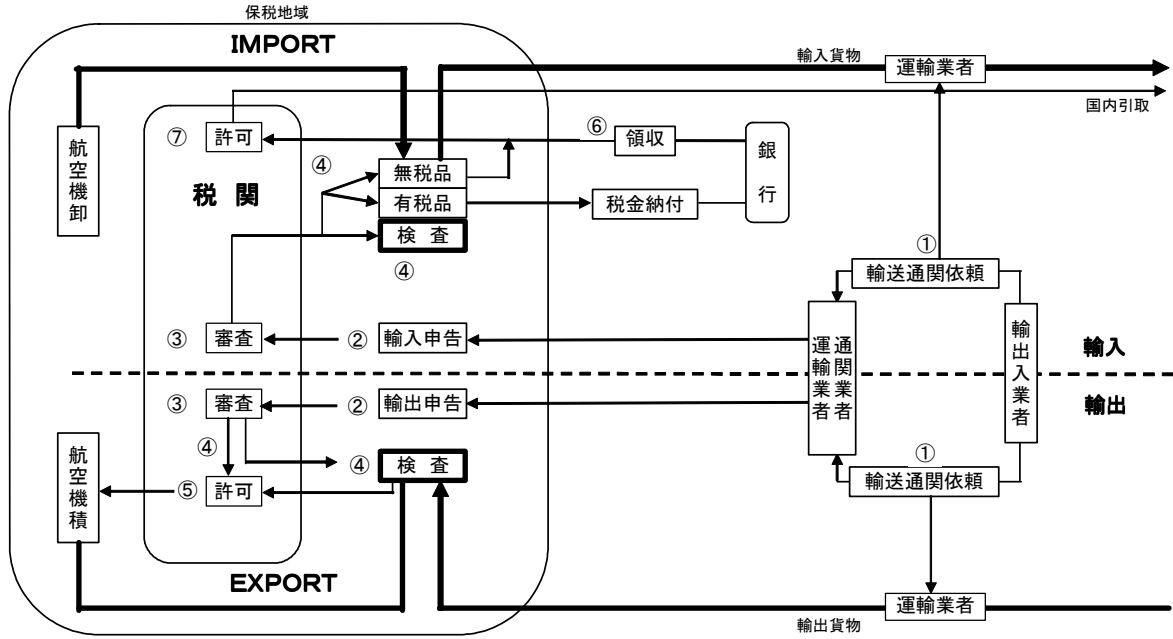 保税地域
IMPORT
輸入貨物
運輸業者
国内引取
⑦
許可
⑥
領収
銀行
航空機卸
④
無税品
税関
有税品
税金納付
検査
④
①
輸送通関依頼
③
審査
②
輸入申告
通関業者
運輸業者
輸出入業者
輸入
③
審査
②
輸出申告
輸出
④
④
検査
①
航空機積
⑤
許可
輸送通関依頼
EXPORT
運輸業者
輸出貨物